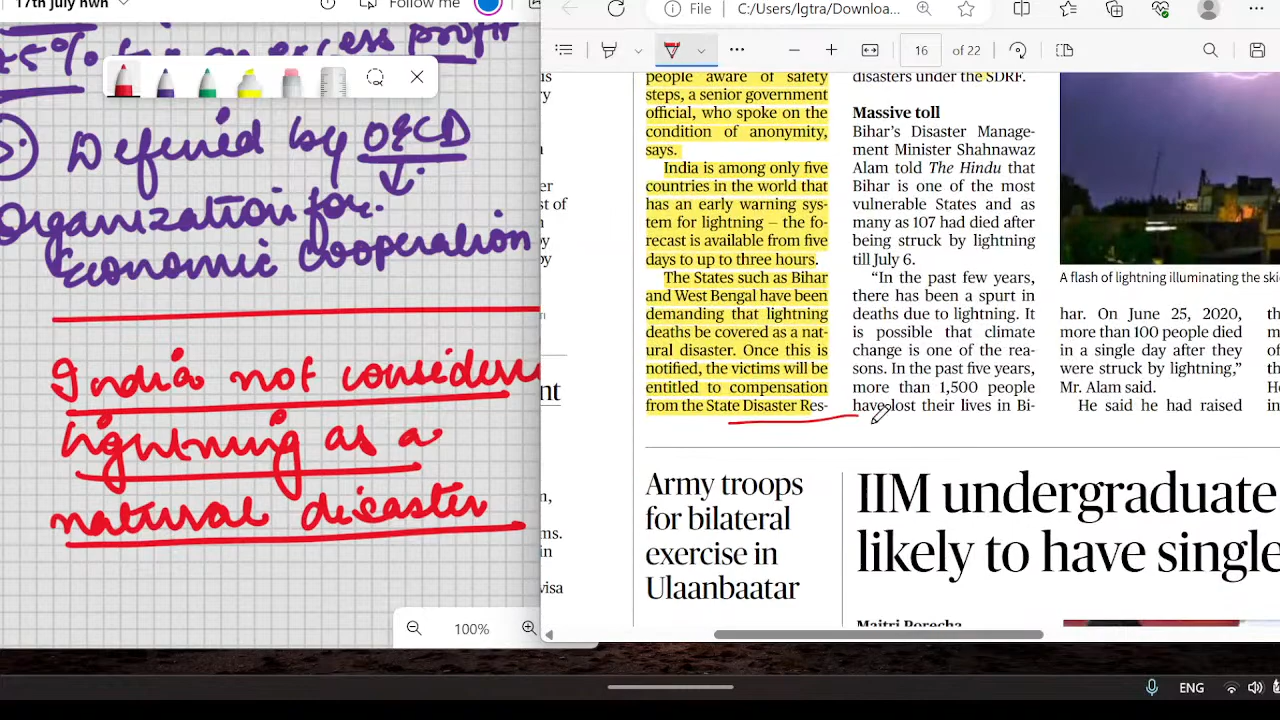 17th july hwn
Follow me
25% tax on excess profit
Defined by OECD
Organization for
Economic Cooperation
India not consider
lightning as a
natural disaster
100%
File
C:/Users/lgtra/Downloa...
16
of 22
people aware of safety
steps, a senior government
official, who spoke on the
condition of anonymity,
says.
India is among only five
countries in the world that
has an early warning sys-
tem for lightning – the fo-
recast is available from five
days to up to three hours.
The States such as Bihar
and West Bengal have been
demanding that lightning
deaths be covered as a nat-
ural disaster. Once this is
notified, the victims will be
entitled to compensation
from the State Disaster Res-
disasters under the SDRF.
Massive toll
Bihar's Disaster Manage-
ment Minister Shahnawaz
Alam told The Hindu that
Bihar is one of the most
vulnerable States and as
many as 107 had died after
being struck by lightning
till July 6.
“In the past few years,
there has been a spurt in
deaths due to lightning. It
is possible that climate
change is one of the rea-
sons. In the past five years,
more than 1,500 people
have lost their lives in Bi-
A flash of lightning illuminating the ski
har. On June 25, 2020,
more than 100 people died
in a single day after they
were struck by lightning,”
Mr. Alam said.
He said he had raised
Army troops
for bilateral
exercise in
Ulaanbaatar
IIM undergraduate
likely to have single
Maitri Porecha
ENG